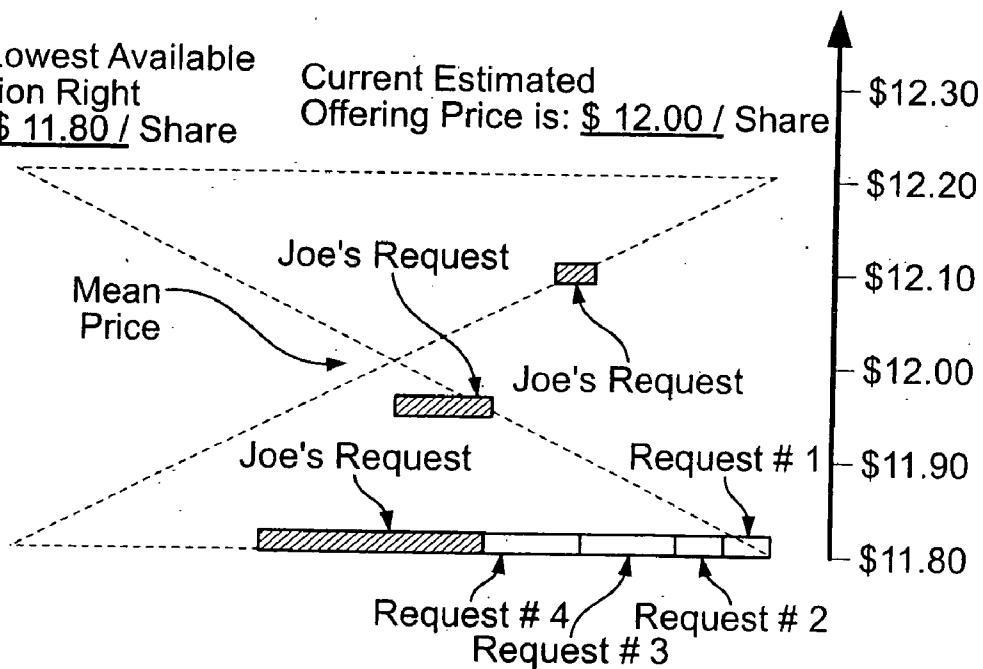 Lowest Available
ion Right
$ 11.80 / Share
Current Estimated
Offering Price is: $ 12.00 / Share
$12.30
$12.20
Joe's Request
$12.10
Mean
Price
Joe's Request
$12.00
Joe's Request
Request # 1
$11.90
$11.80
Request # 4
Request # 2
Request # 3